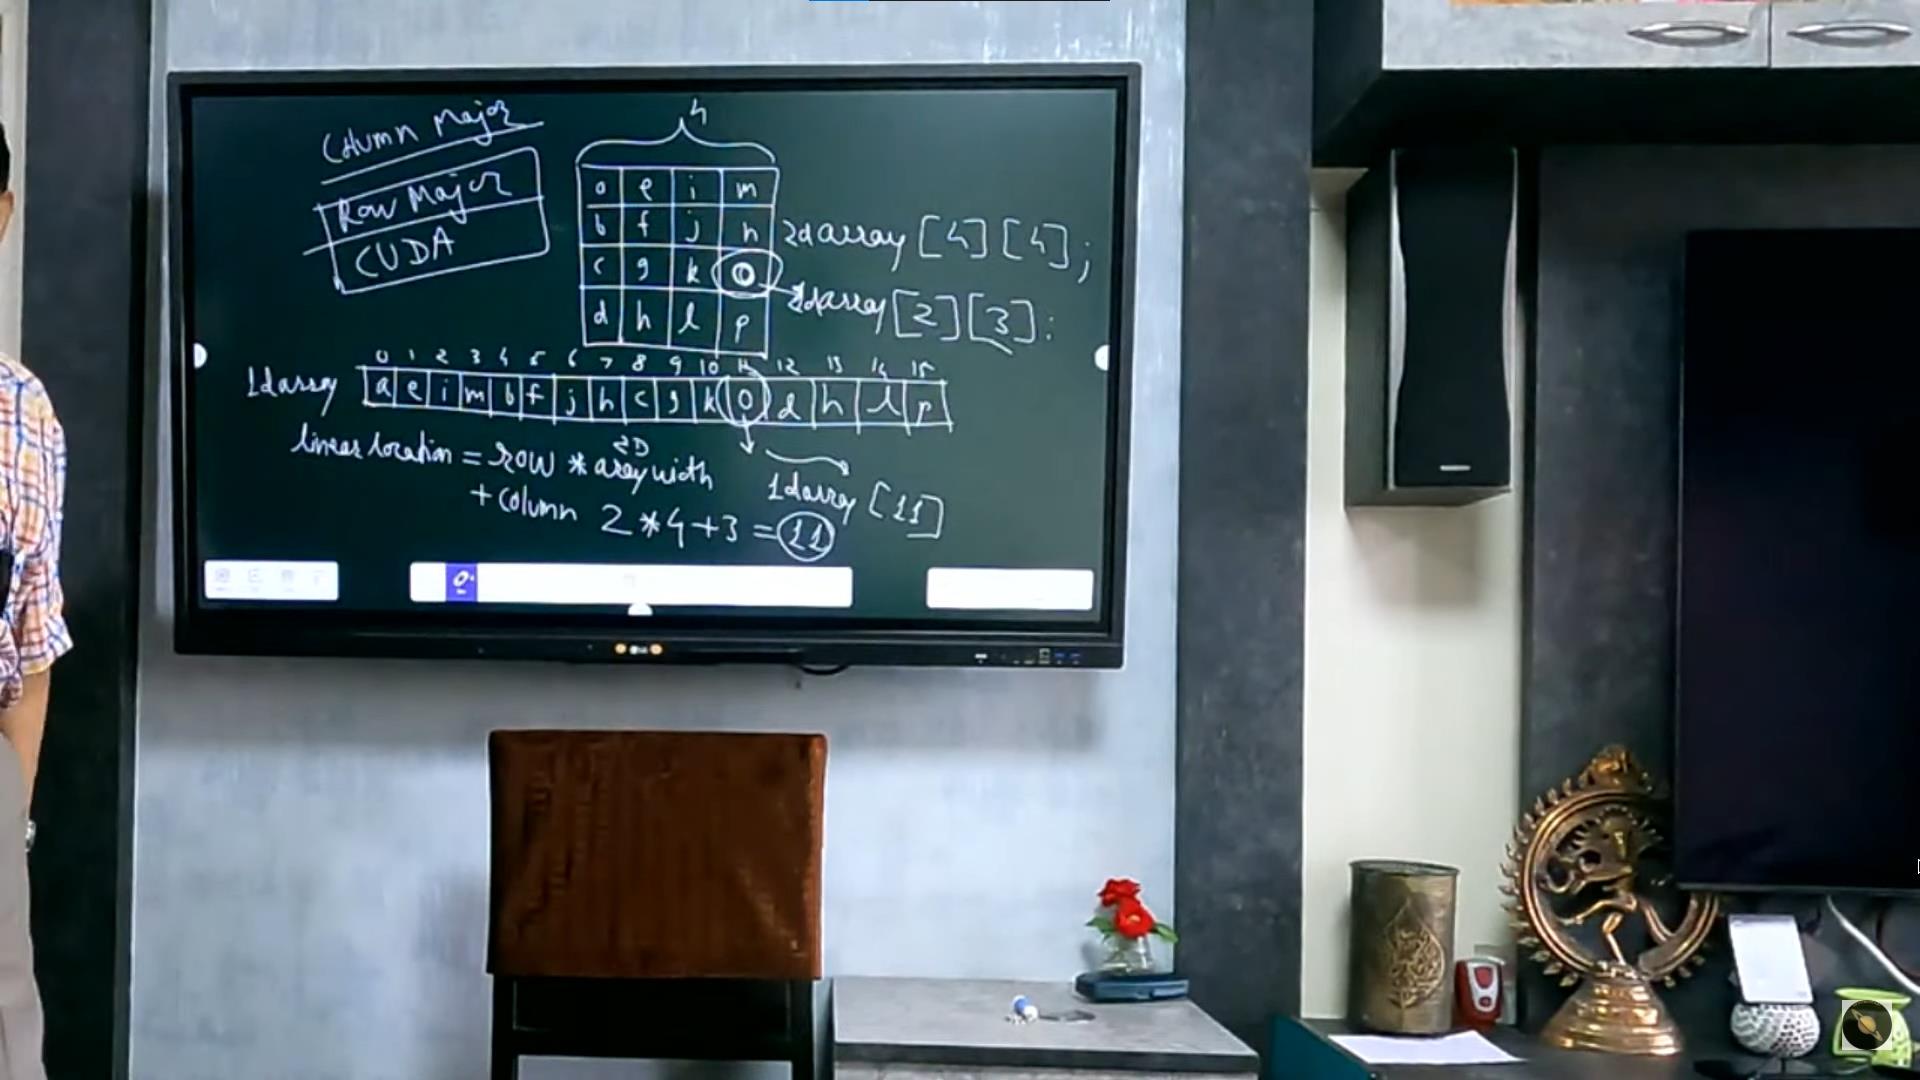 Column Major
Row Major
CUDA
4
a e i m
b f j n
c g k o
d h l p
2darray [4][4];
2darray [2][3]:
0 1 2 3 4 5 6 7 8 9 10 11 12 13 14 15
1darray a e i m b f j n c g k o d h l p
linear location = row * 2D araywidth
+ column 2 * 4 + 3 = 11
1darray [11]